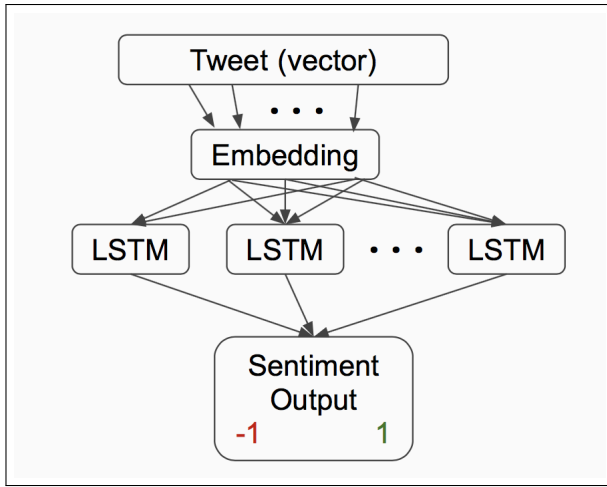 Tweet (vector)
. . .
Embedding
LSTM LSTM . . . LSTM
Sentiment
Output
-1 1